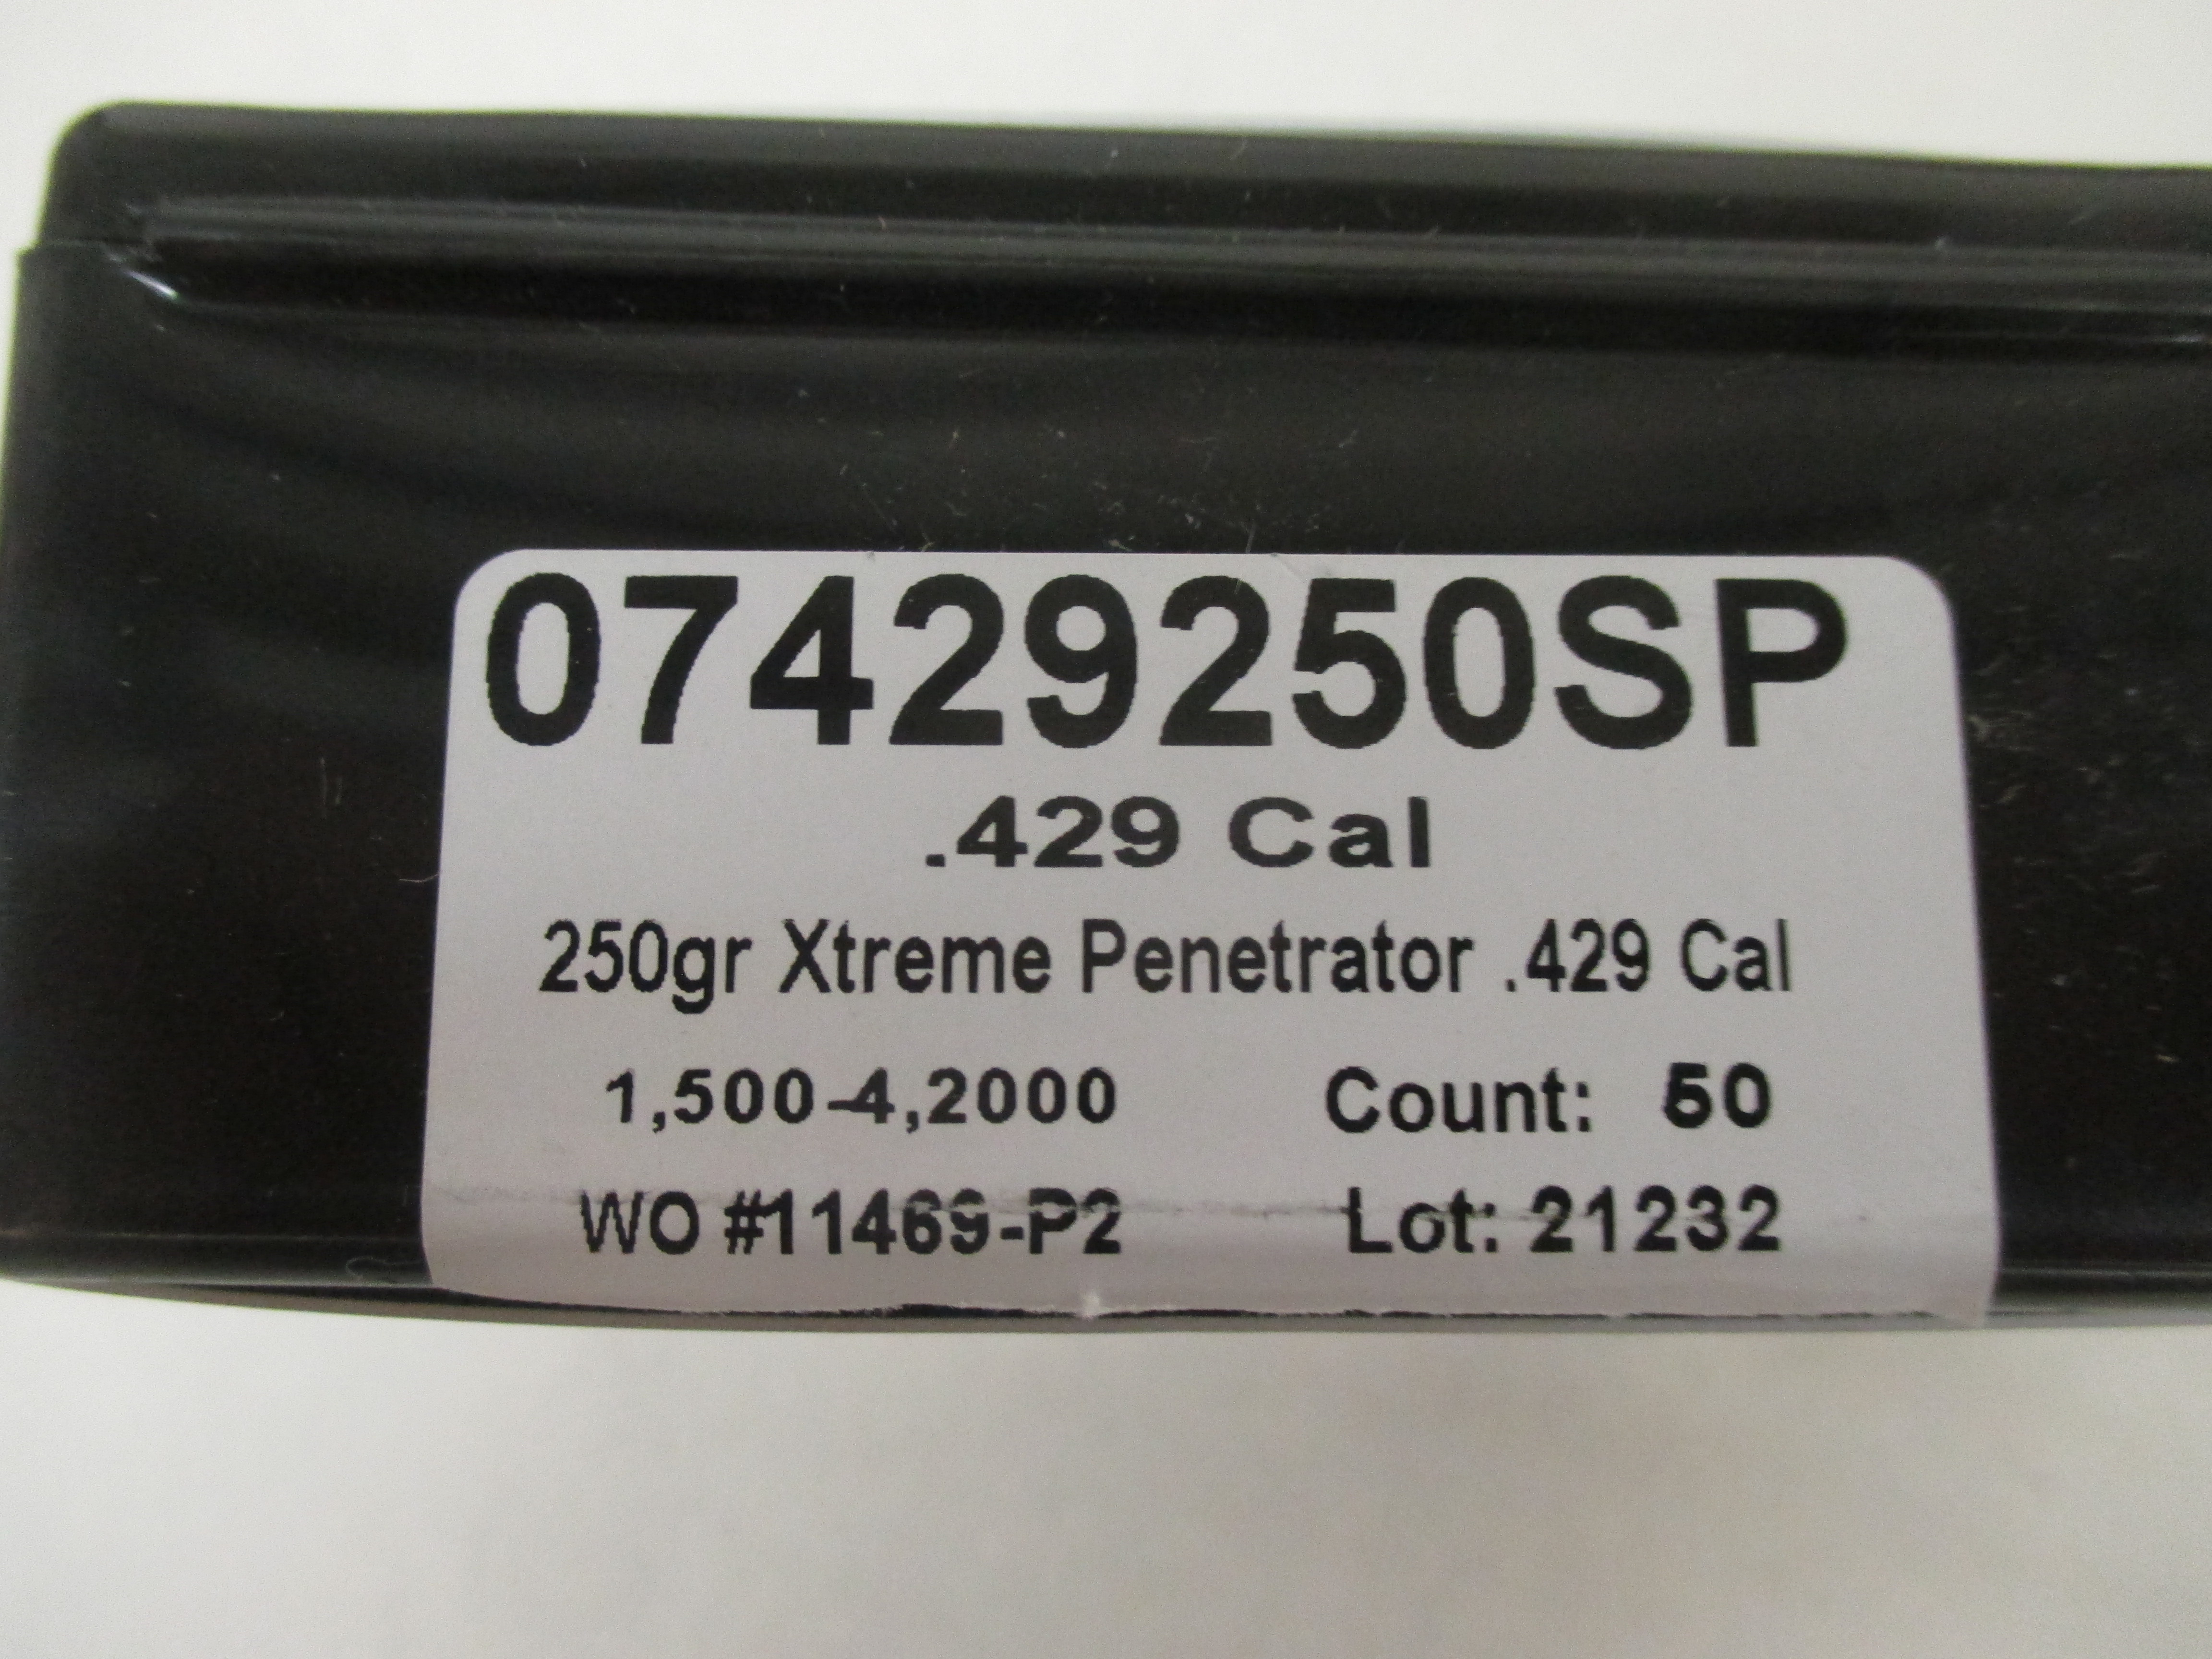 07429250SP
.429 Cal
250gr Xtreme Penetrator .429 Cal
1,500-4,2000 Count: 50
WO #11469-P2 Lot: 21232